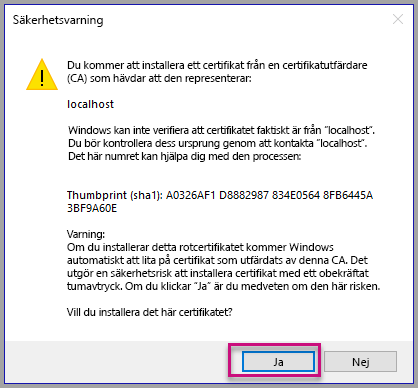 Säkerhetsvarning
Du kommer att installera ett certifikat från en certifikatutfärdare
(CA) som hävdar att den representerar:
localhost
Windows kan inte verifiera att certifikatet faktiskt är från "localhost".
Du bör kontrollera dess ursprung genom att kontakta "localhost".
Det här numret kan hjälpa dig med processen:
Thumbprint (sha1): A0326AF1 D8882987 834E0564 8FB6445A
3BF9A60E
Varning:
Om du installerar detta rotcertifikatet kommer Windows
automatiskt att lita på certifikat som utfärdats av denna CA. Det
utgör en säkerhetsrisk att installera certifikat med ett obekräftat
tumavtryck. Om du klickar "Ja" är du medveten om den här risken.
Vill du installera det här certifikatet?
Ja
Nej